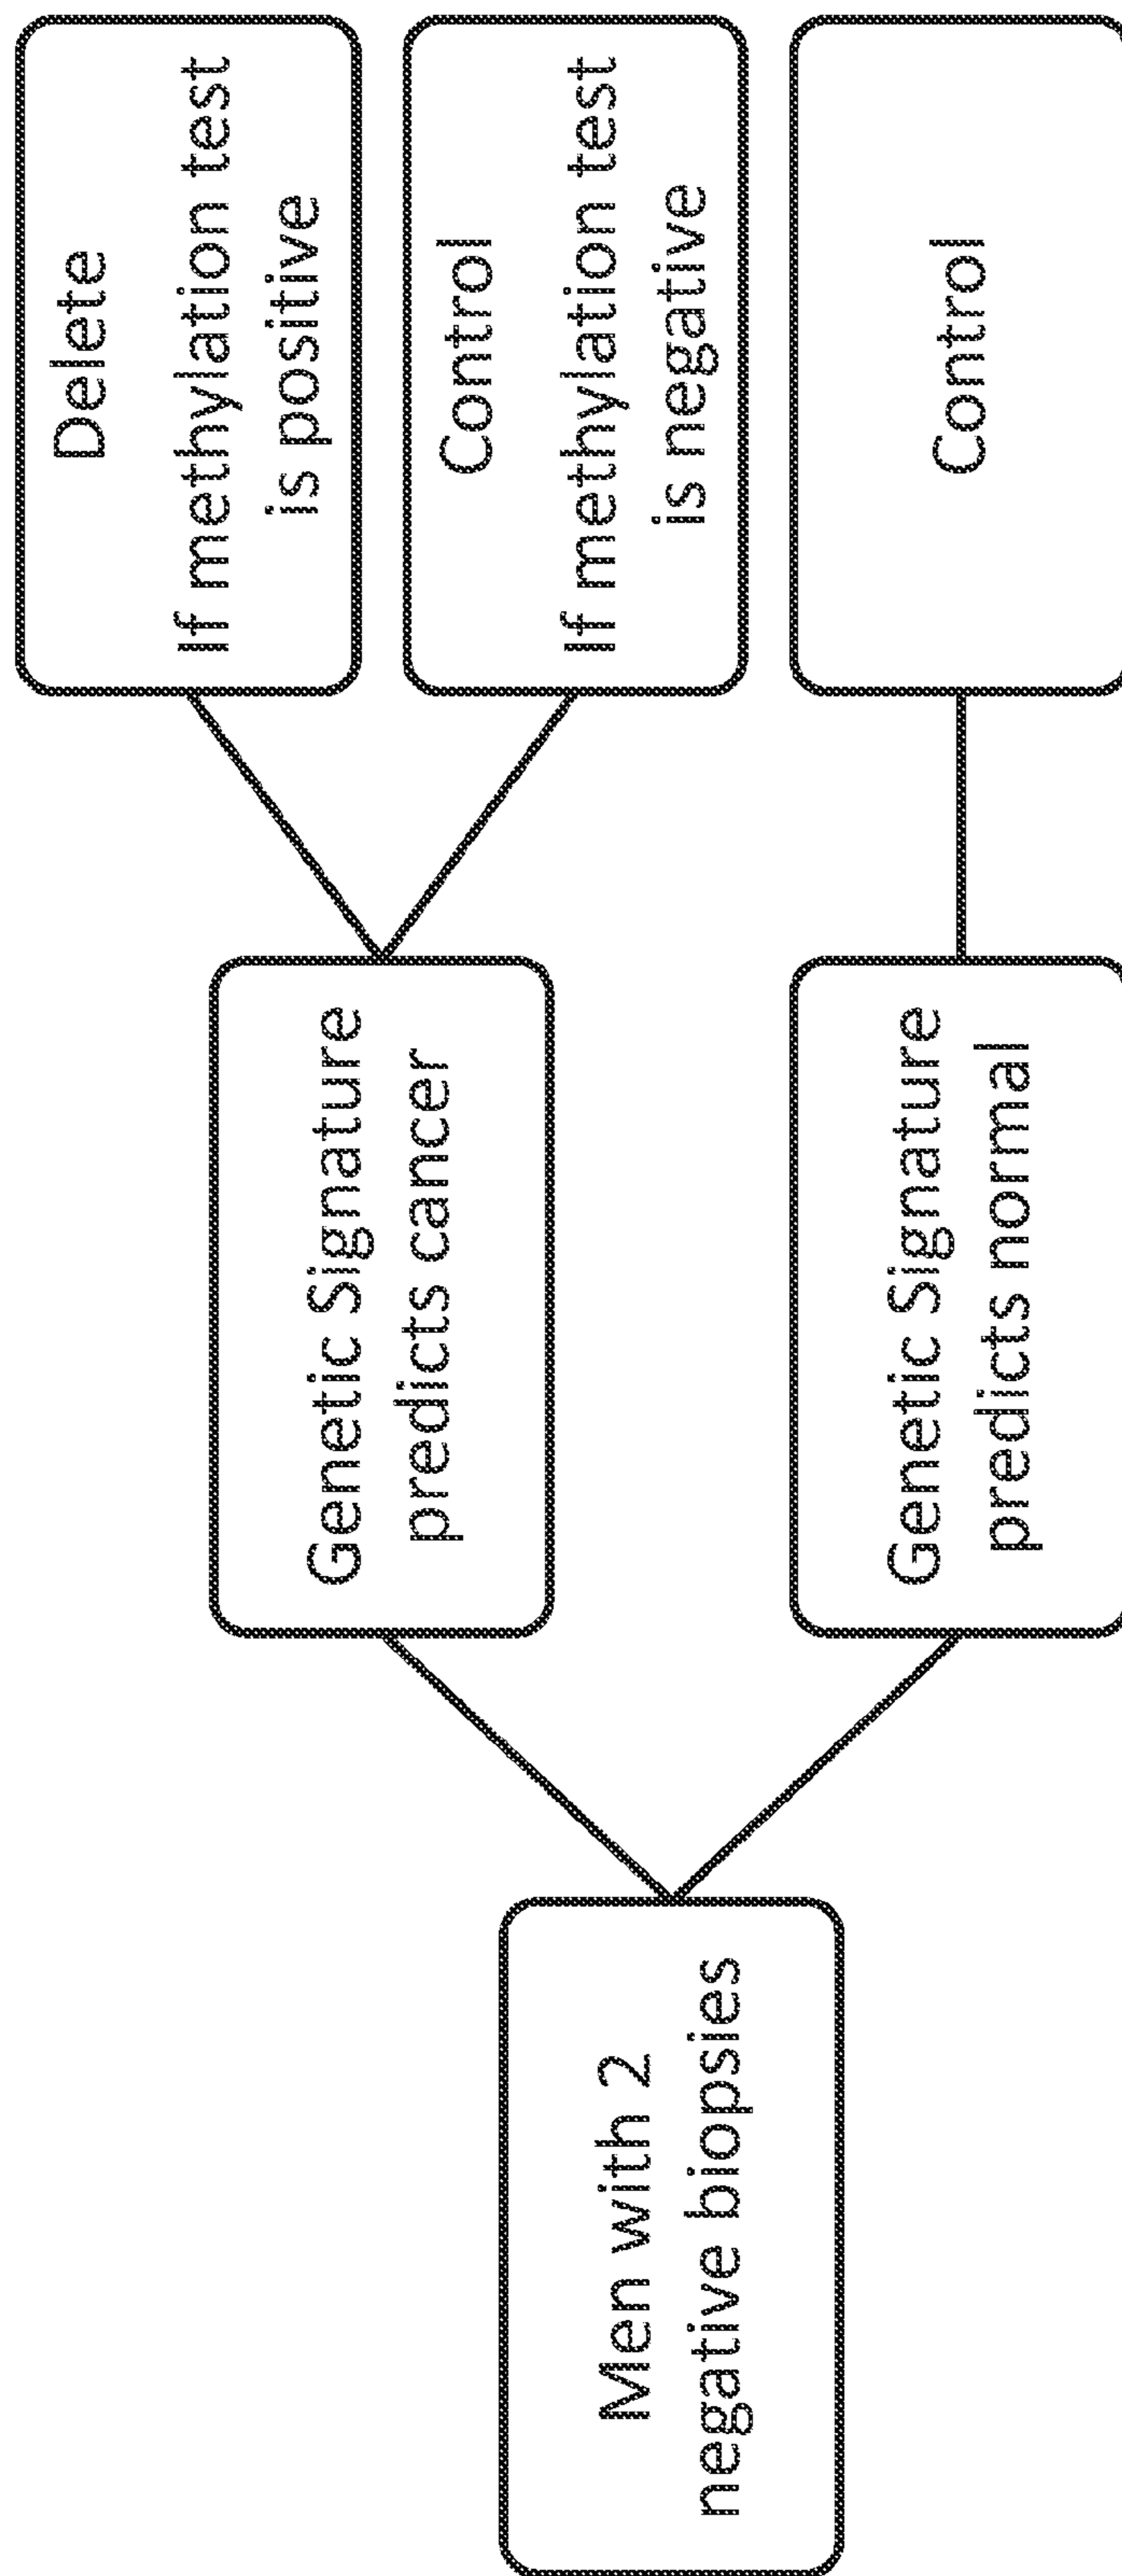 Men with 2
negative biopsies
Genetic Signature
predicts cancer
Genetic Signature
predicts normal
Delete
If methylation test
is positive
Control
If methylation test
is negative
Control